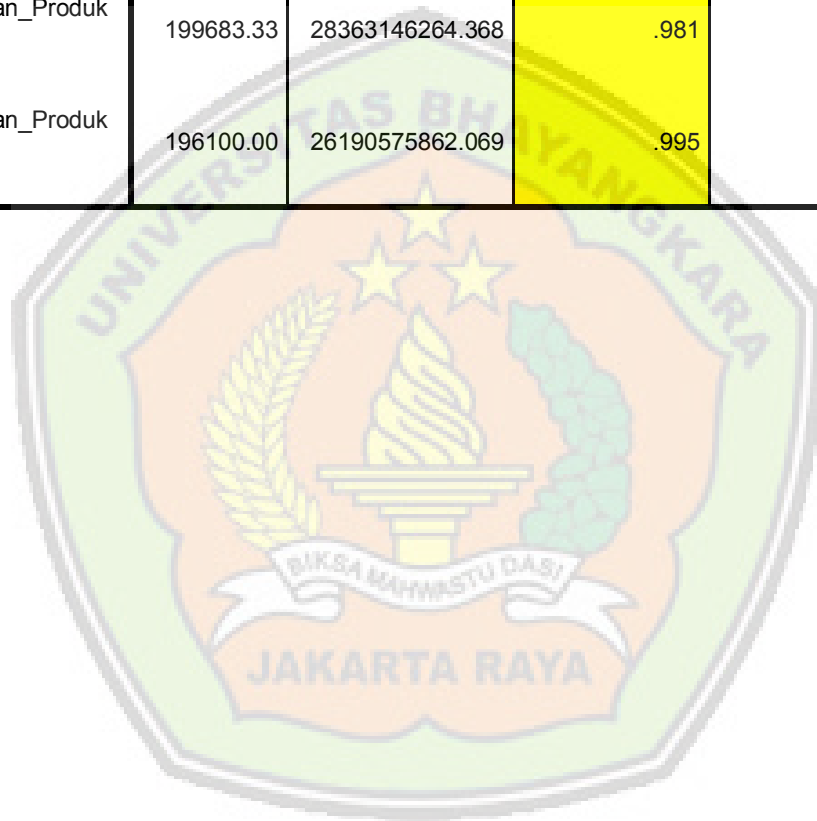 an_Produk
199683.33 28363146264.368 .981
an_Produk
196100.00 26190575862.069 .995
UNIVERSITAS BHAYANGKARA
BIKSA MAHWASTU DASI
JAKARTA RAYA